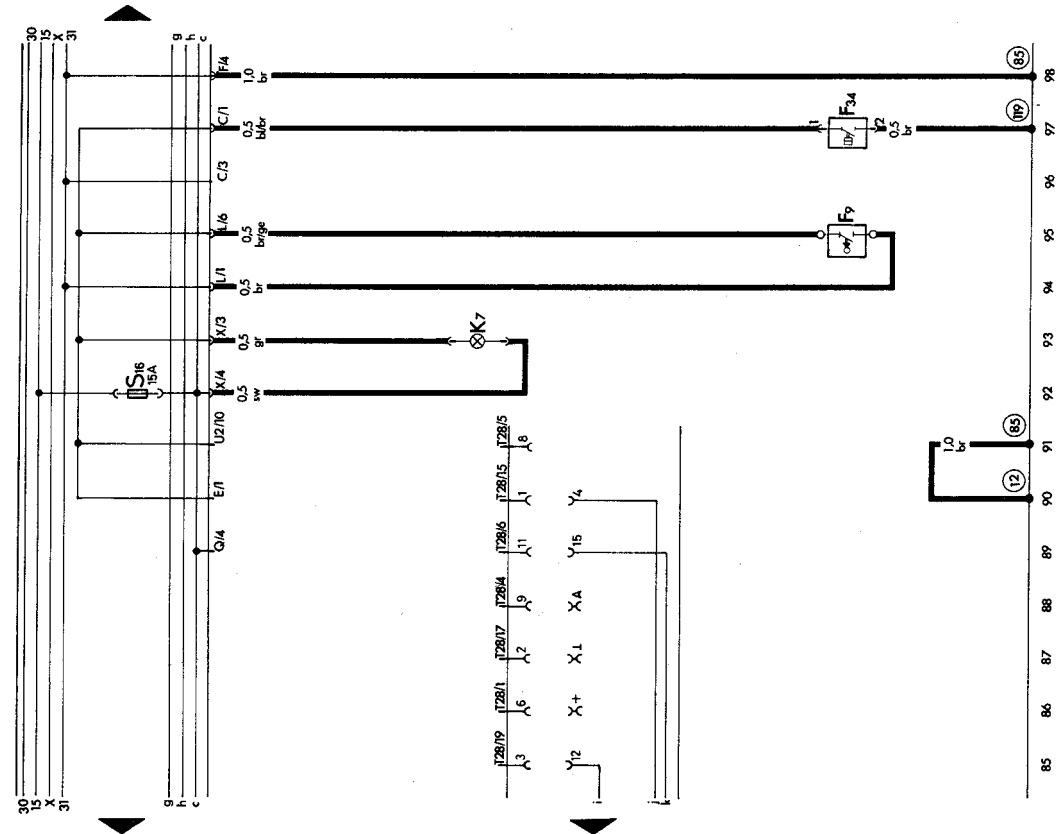 30
15
X
31
g
h
c
F/4
1,0
br
85
98
C/1
0,5
bl/br
1
F34
2
0,5
br
119
97
C/3
96
L/6
0,5
br/ge
F9
95
L/1
0,5
br
94
X/3
0,5
gr
K7
93
S16
15A
X/4
0,5
sw
92
U2/10
T28/5
8
1,0
br
85
91
E/1
T28/15
1
4
12
90
Q/4
T28/6
11
15
89
T28/4
9
A
88
T28/17
2
87
T28/1
6
+
86
T28/19
3
12
85
30
15
X
31
g
h
c
i
j
k